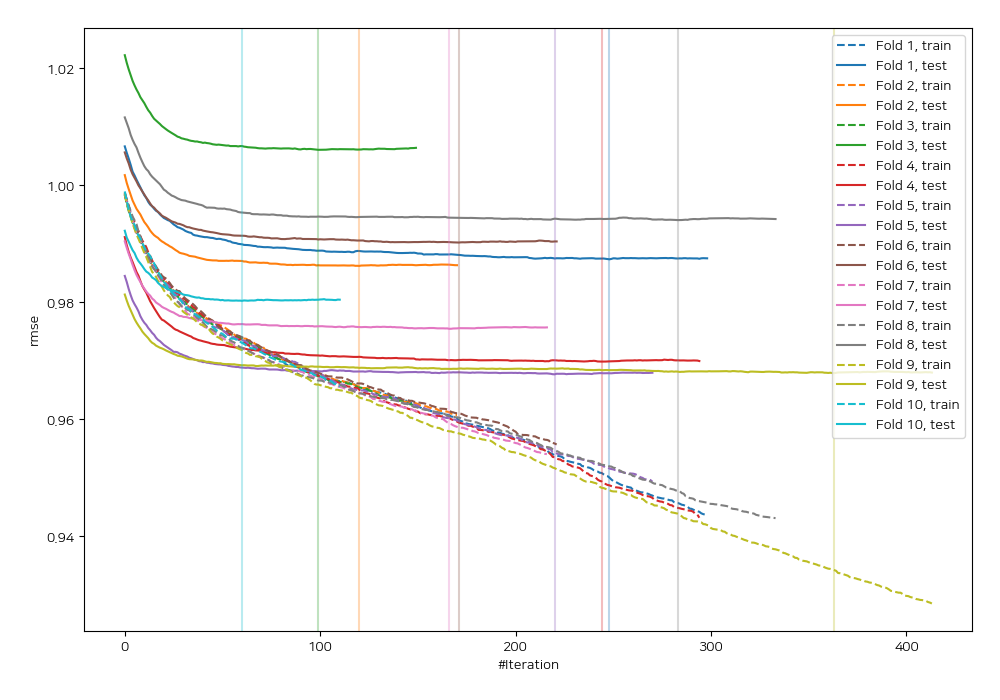 1.02
1.00
0.98
0.96
0.94
rmse
0
100
200
300
400
#Iteration
Fold 1, train
Fold 1, test
Fold 2, train
Fold 2, test
Fold 3, train
Fold 3, test
Fold 4, train
Fold 4, test
Fold 5, train
Fold 5, test
Fold 6, train
Fold 6, test
Fold 7, train
Fold 7, test
Fold 8, train
Fold 8, test
Fold 9, train
Fold 9, test
Fold 10, train
Fold 10, test